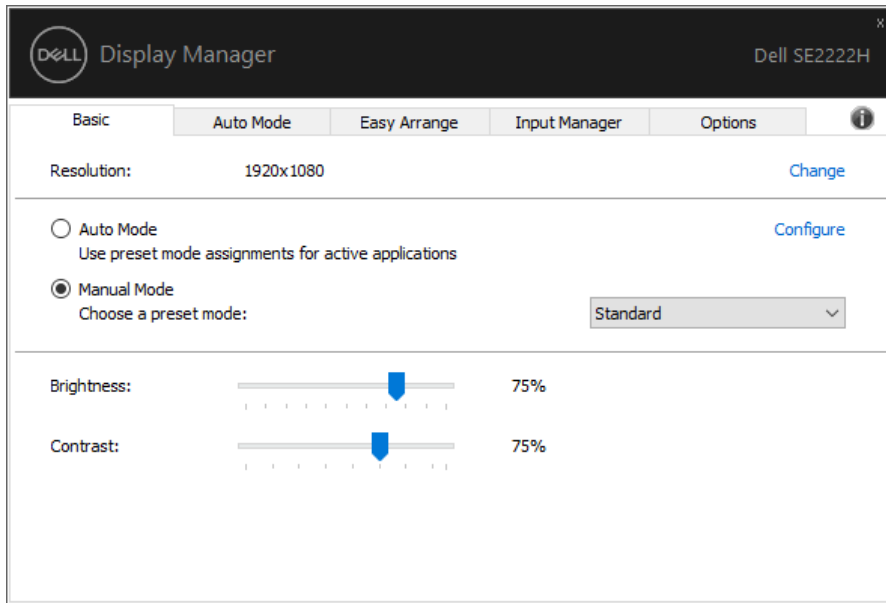 DELL Display Manager
Dell SE2222H
x
Basic Auto Mode Easy Arrange Input Manager Options i
Resolution: 1920x1080 Change
Auto Mode Configure
Use preset mode assignments for active applications
Manual Mode
Choose a preset mode: Standard
Brightness: 75%
Contrast: 75%